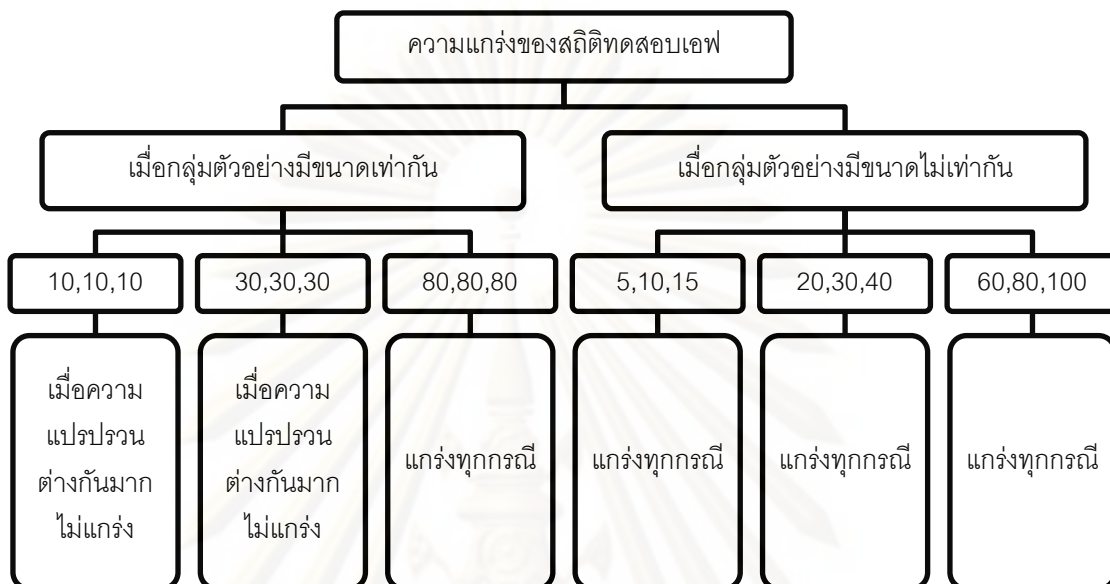 ความแกร่งของสถิติทดสอบเอฟ
เมื่อกลุ่มตัวอย่างมีขนาดเท่ากัน
เมื่อกลุ่มตัวอย่างมีขนาดไม่เท่ากัน
10,10,10
30,30,30
80,80,80
5,10,15
20,30,40
60,80,100
เมื่อความ
แปรปรวน
ต่างกันมาก
ไม่แกร่ง
เมื่อความ
แปรปรวน
ต่างกันมาก
ไม่แกร่ง
แกร่งทุกกรณี
แกร่งทุกกรณี
แกร่งทุกกรณี
แกร่งทุกกรณี